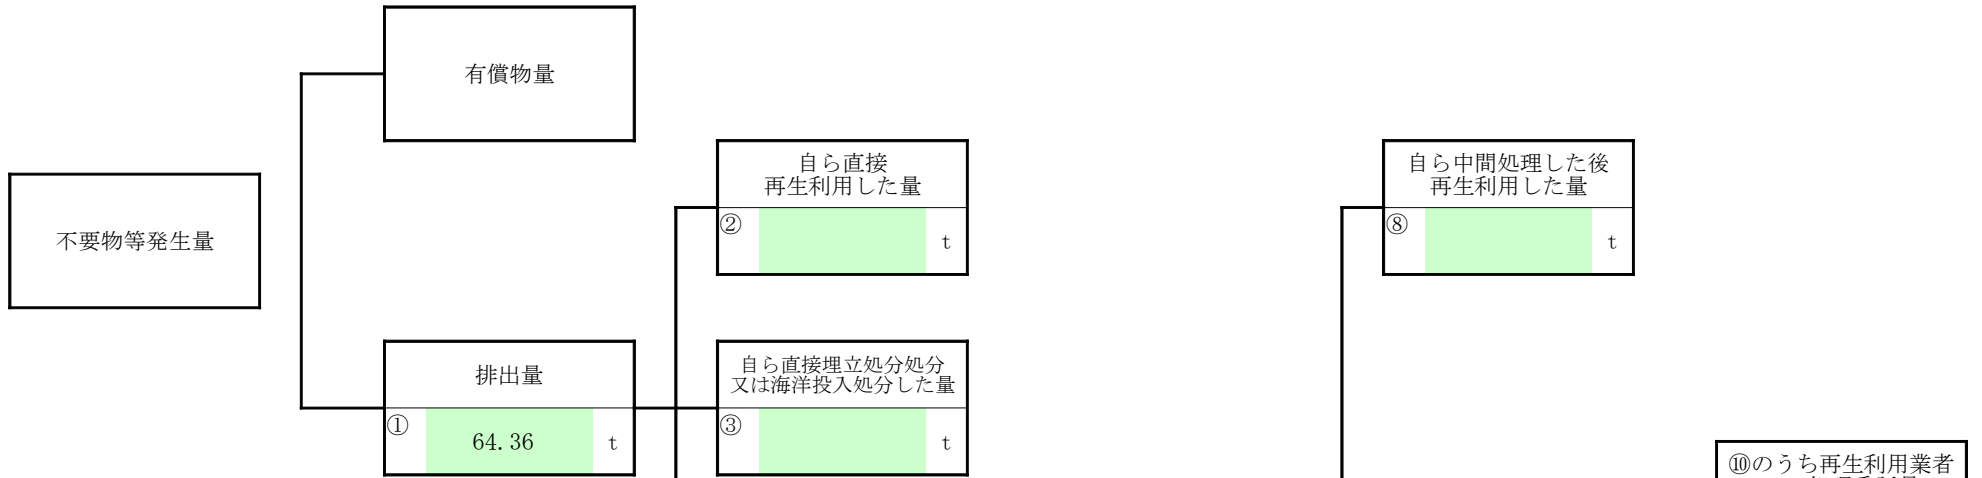 有償物量
自ら直接
再生利用した量
②
t
自ら中間処理した後
再生利用した量
⑧
t
不要物等発生量
排出量
①
64.36
t
自ら直接埋立処分処分
又は海洋投入処分した量
③
t
⑩のうち再生利用業者